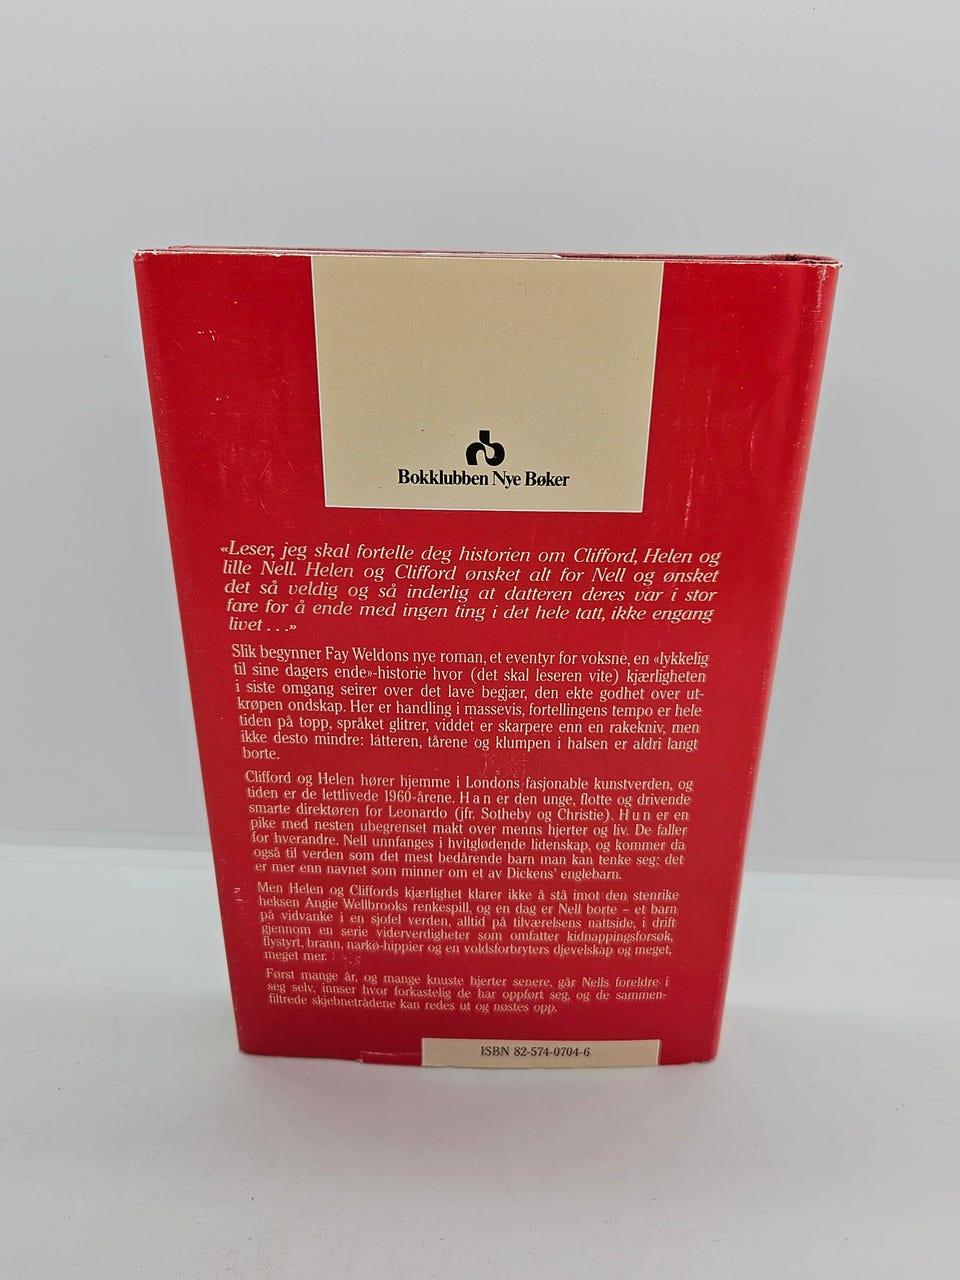 Bokklubben Nye Bøker
«Leser, jeg skal fortelle deg historien om Clifford, Helen og
lille Nell. Helen og Clifford ønsket alt for Nell og ønsket
det så veldig og så inderlig at datteren deres var i stor
fare for å ende med ingen ting i det hele tatt, ikke engang
livet . . .»
Slik begynner Fay Weldons nye roman, et eventyr for voksne, en «lykkelig
til sine dagers ende»-historie hvor (det skal leseren vite) kjærligheten
i siste omgang seirer over det lave begjær, den ekte godhet over ut-
krøpen ondskap. Her er handling i massevis, fortellingens tempo er hele
tiden på topp, språket glitrer, viddet er skarpere enn en rakekniv, men
ikke desto mindre: latteren, tårene og klumpen i halsen er aldri langt
borte.
Clifford og Helen hører hjemme i Londons fasjonable kunstverden, og
tiden er de lettlivede 1960-årene. Han er den unge, flotte og drivende
smarte direktøren for Leonardo (jfr. Sotheby og Christie). Hun er en
pike med nesten ubegrenset makt over menns hjerter og liv. De faller
for hverandre. Nell unnfanges i hvitglødende lidenskap, og kommer da
også til verden som det mest bedårende barn man kan tenke seg; det
er mer enn navnet som minner om et av Dickens' englebarn.
Men Helen og Cliffords kjærlighet klarer ikke å stå imot den stenrike
heksen Angie Wellbrooks renkespill, og en dag er Nell borte – et barn
på vidvanke i en sjofel verden, alltid på tilværelsens nattside, i drift
gjennom en serie viderverdigheter som omfatter kidnappingsforsøk,
flystyrt, brann, narkø-hippier og en voldsforbryters djevelskap og meget,
meget mer.
Først mange år, og mange knuste hjerter senere, går Nells foreldre i
seg selv, innser hvor forkastelig de har oppført seg, og de sammen-
filtrede skjebnetrådene kan redes ut og nøstes opp.
ISBN 82-574-0704-6